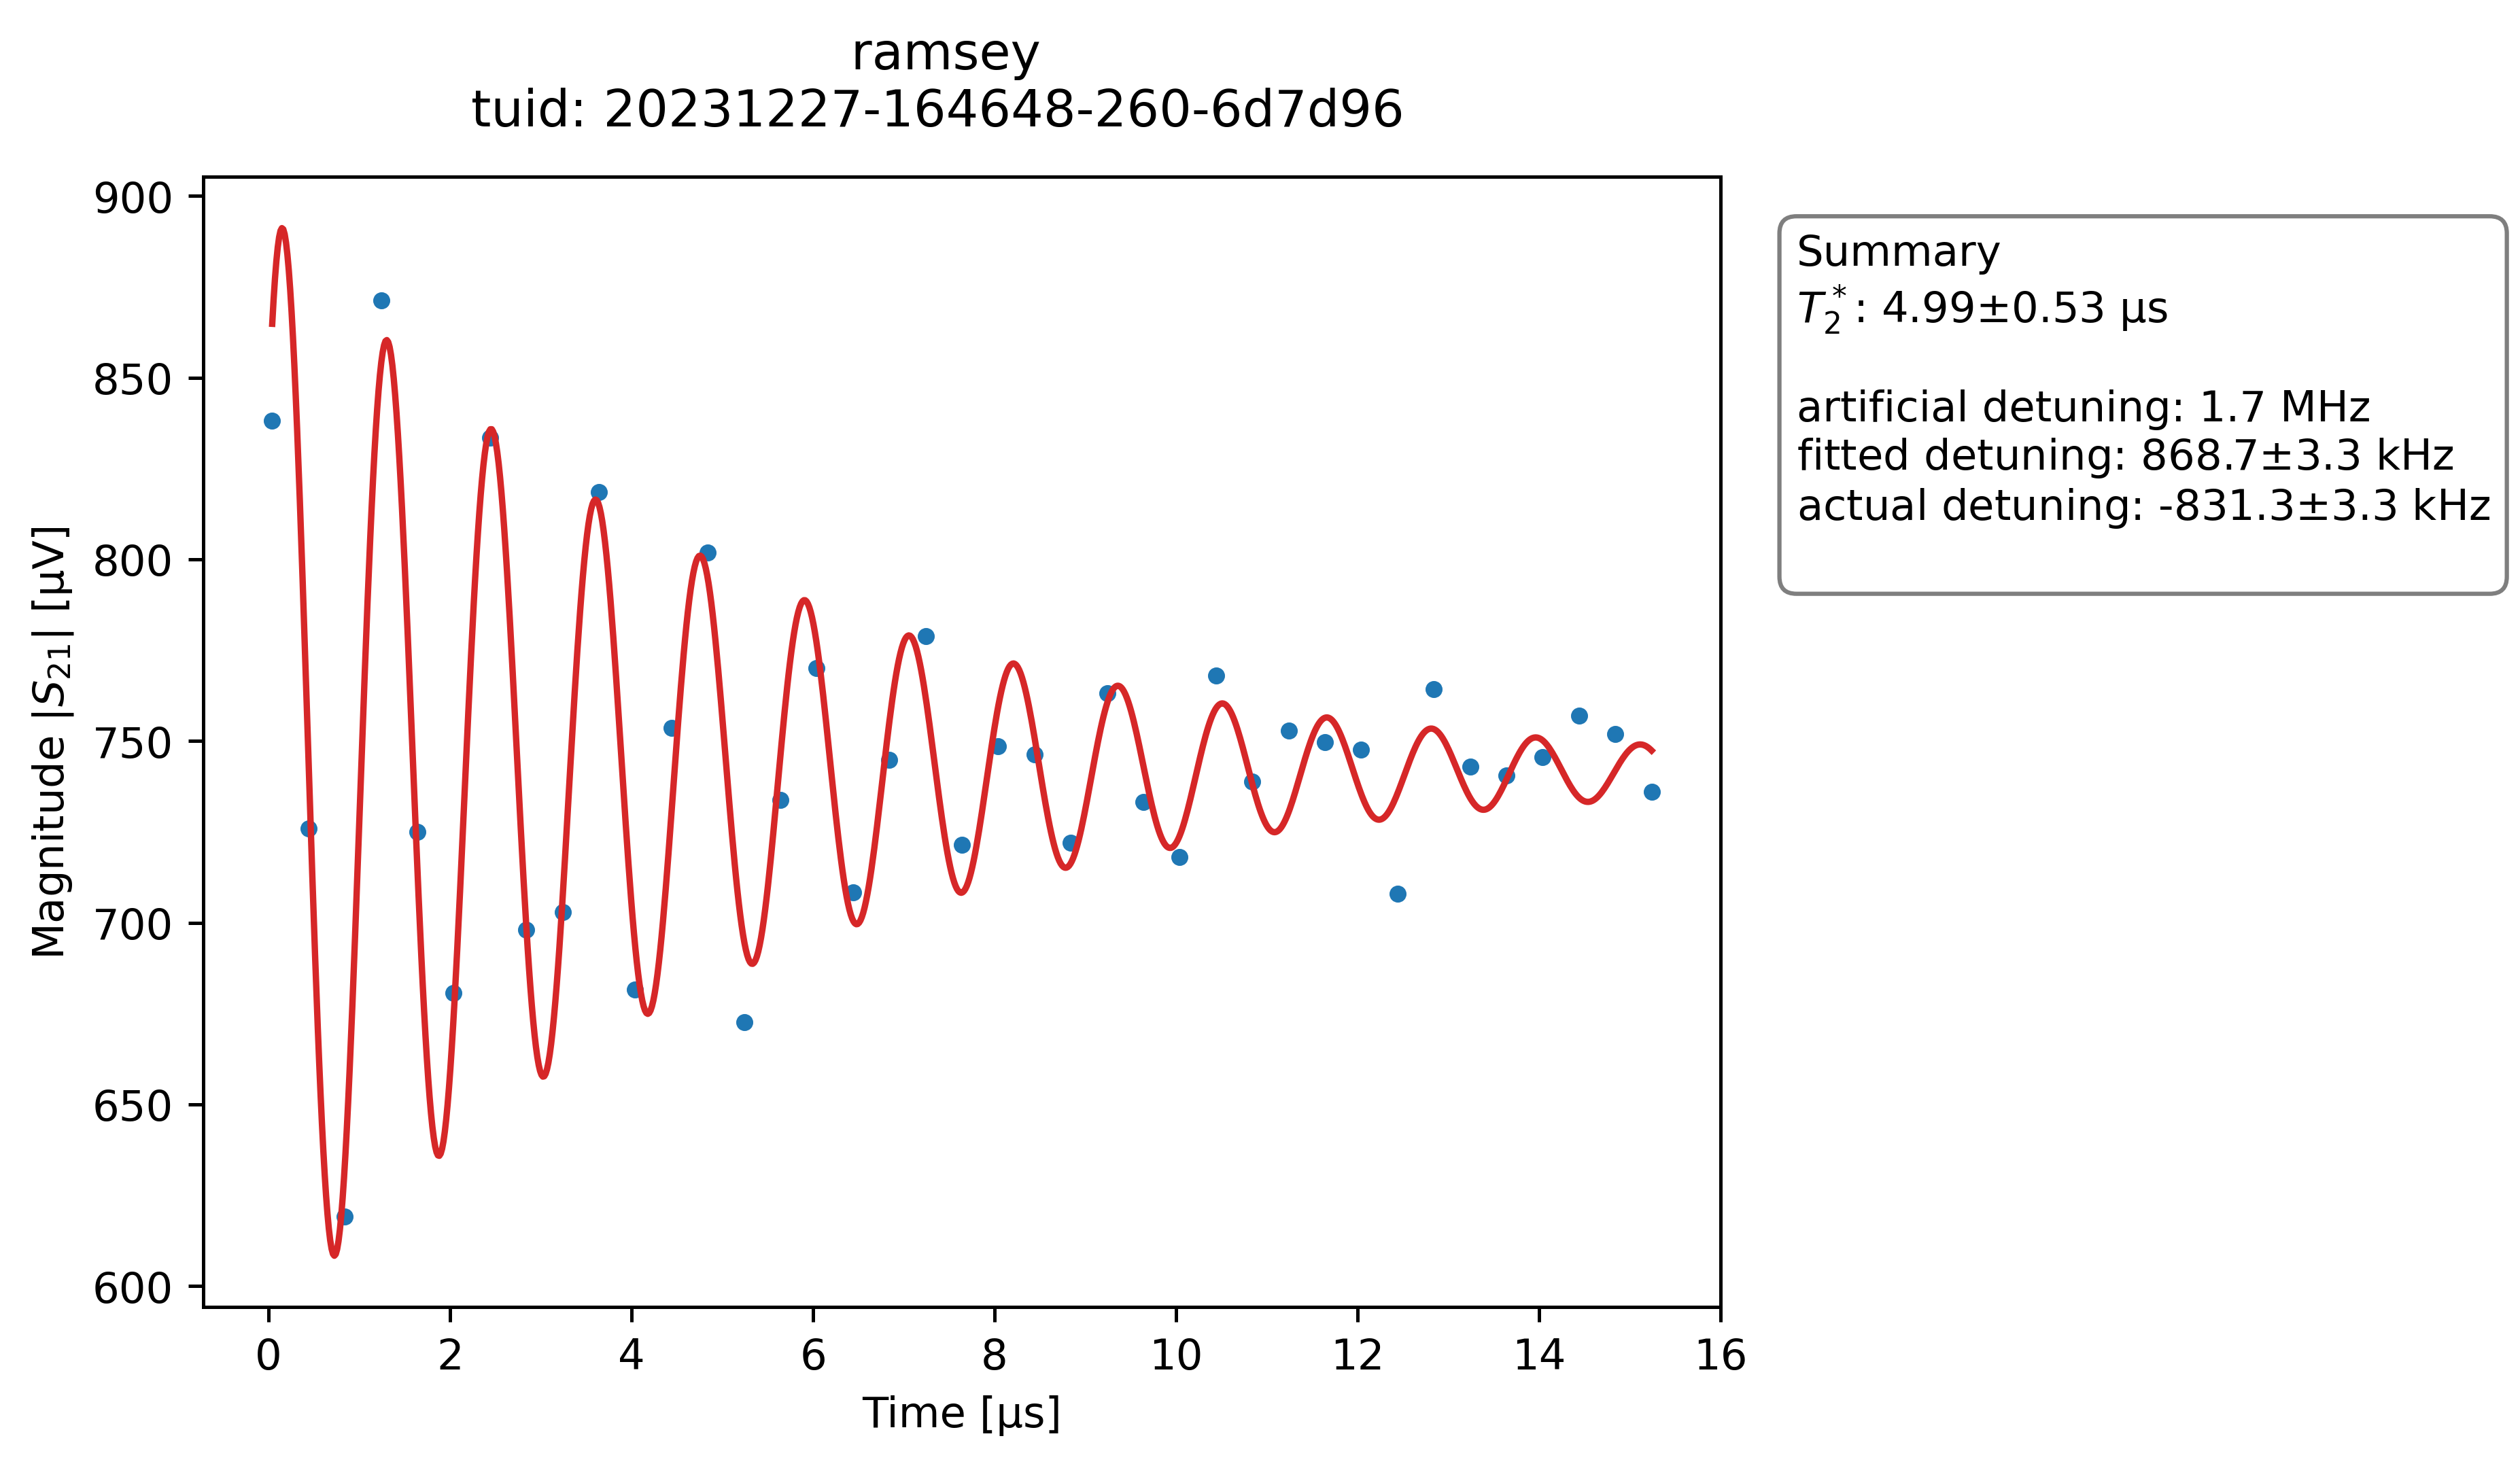 ramsey
tuid: 20231227-164648-260-6d7d96
900
850
800
750
700
650
600
Magnitude |S₂₁| [µV]
0 2 4 6 8 10 12 14 16
Time [µs]
Summary
T₂*: 4.99±0.53 µs
artificial detuning: 1.7 MHz
fitted detuning: 868.7±3.3 kHz
actual detuning: -831.3±3.3 kHz